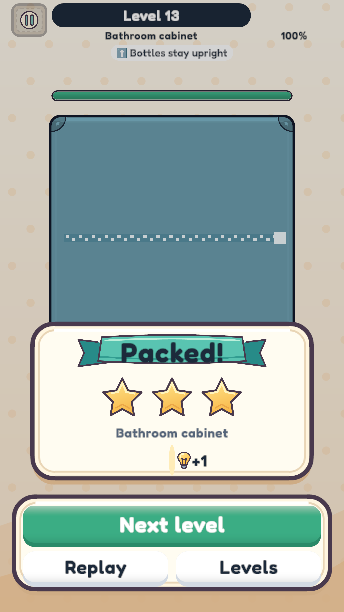 Level 13
Bathroom cabinet 100%
Bottles stay upright
Packed!
Bathroom cabinet
+1
Next level
Replay Levels